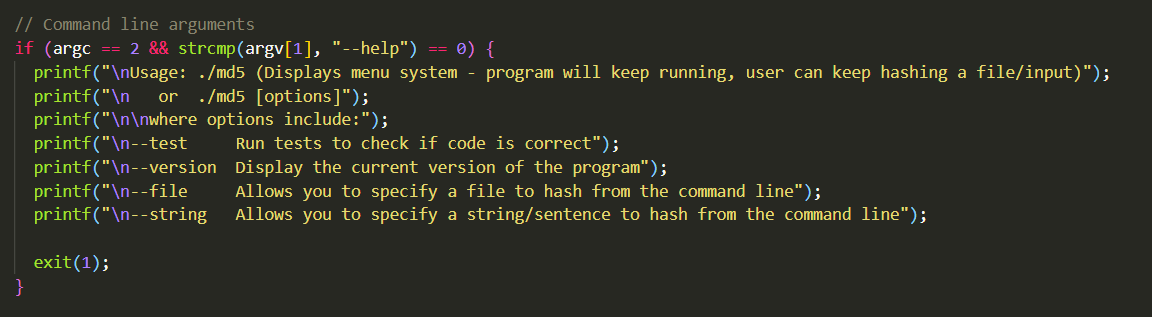 // Command line arguments
if (argc == 2 && strcmp(argv[1], "--help") == 0) {
  printf("\nUsage: ./md5 (Displays menu system - program will keep running, user can keep hashing a file/input)");
  printf("\n   or  ./md5 [options]");
  printf("\n\nwhere options include:");
  printf("\n--test     Run tests to check if code is correct");
  printf("\n--version  Display the current version of the program");
  printf("\n--file     Allows you to specify a file to hash from the command line");
  printf("\n--string   Allows you to specify a string/sentence to hash from the command line");

  exit(1);
}